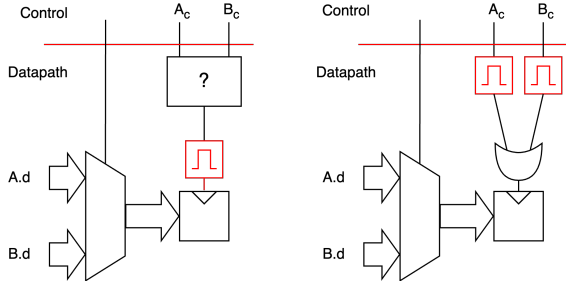 Control
A_c
B_c
Datapath
?
A.d
B.d
Control
A_c
B_c
Datapath
A.d
B.d